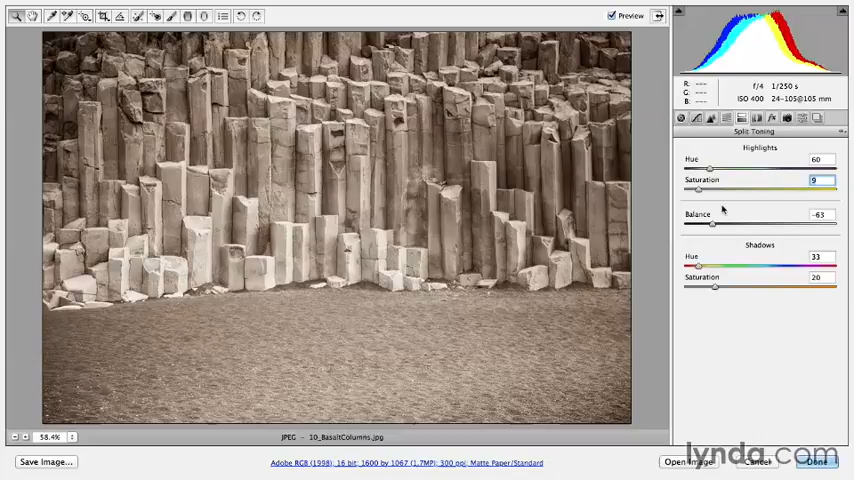 Preview
R: ---
G: ---
B: ---
f/4 1/250 s
ISO 400 24-105@105 mm
fx
Split Toning
Highlights
Hue 60
Saturation 9
Balance -63
Shadows
Hue 33
Saturation 20
58.4%
JPEG - 10_BasaltColumns.jpg
Save Image...
Adobe RGB (1998); 16 bit; 1600 by 1067 (1.7MP); 300 ppi; Matte Paper/Standard
Open Image
Cancel
Done
lynda.com